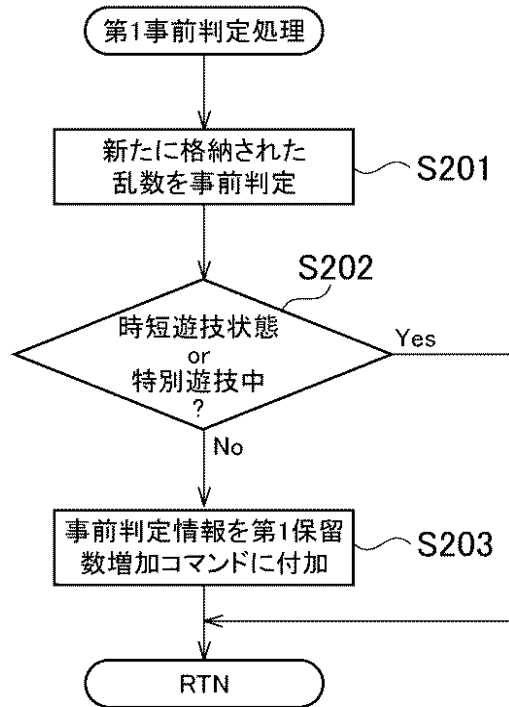 第1事前判定処理
新たに格納された
乱数を事前判定
S201
S202
時短遊技状態
or
特別遊技中
?
Yes
No
事前判定情報を第1保留
数増加コマンドに付加
S203
RTN